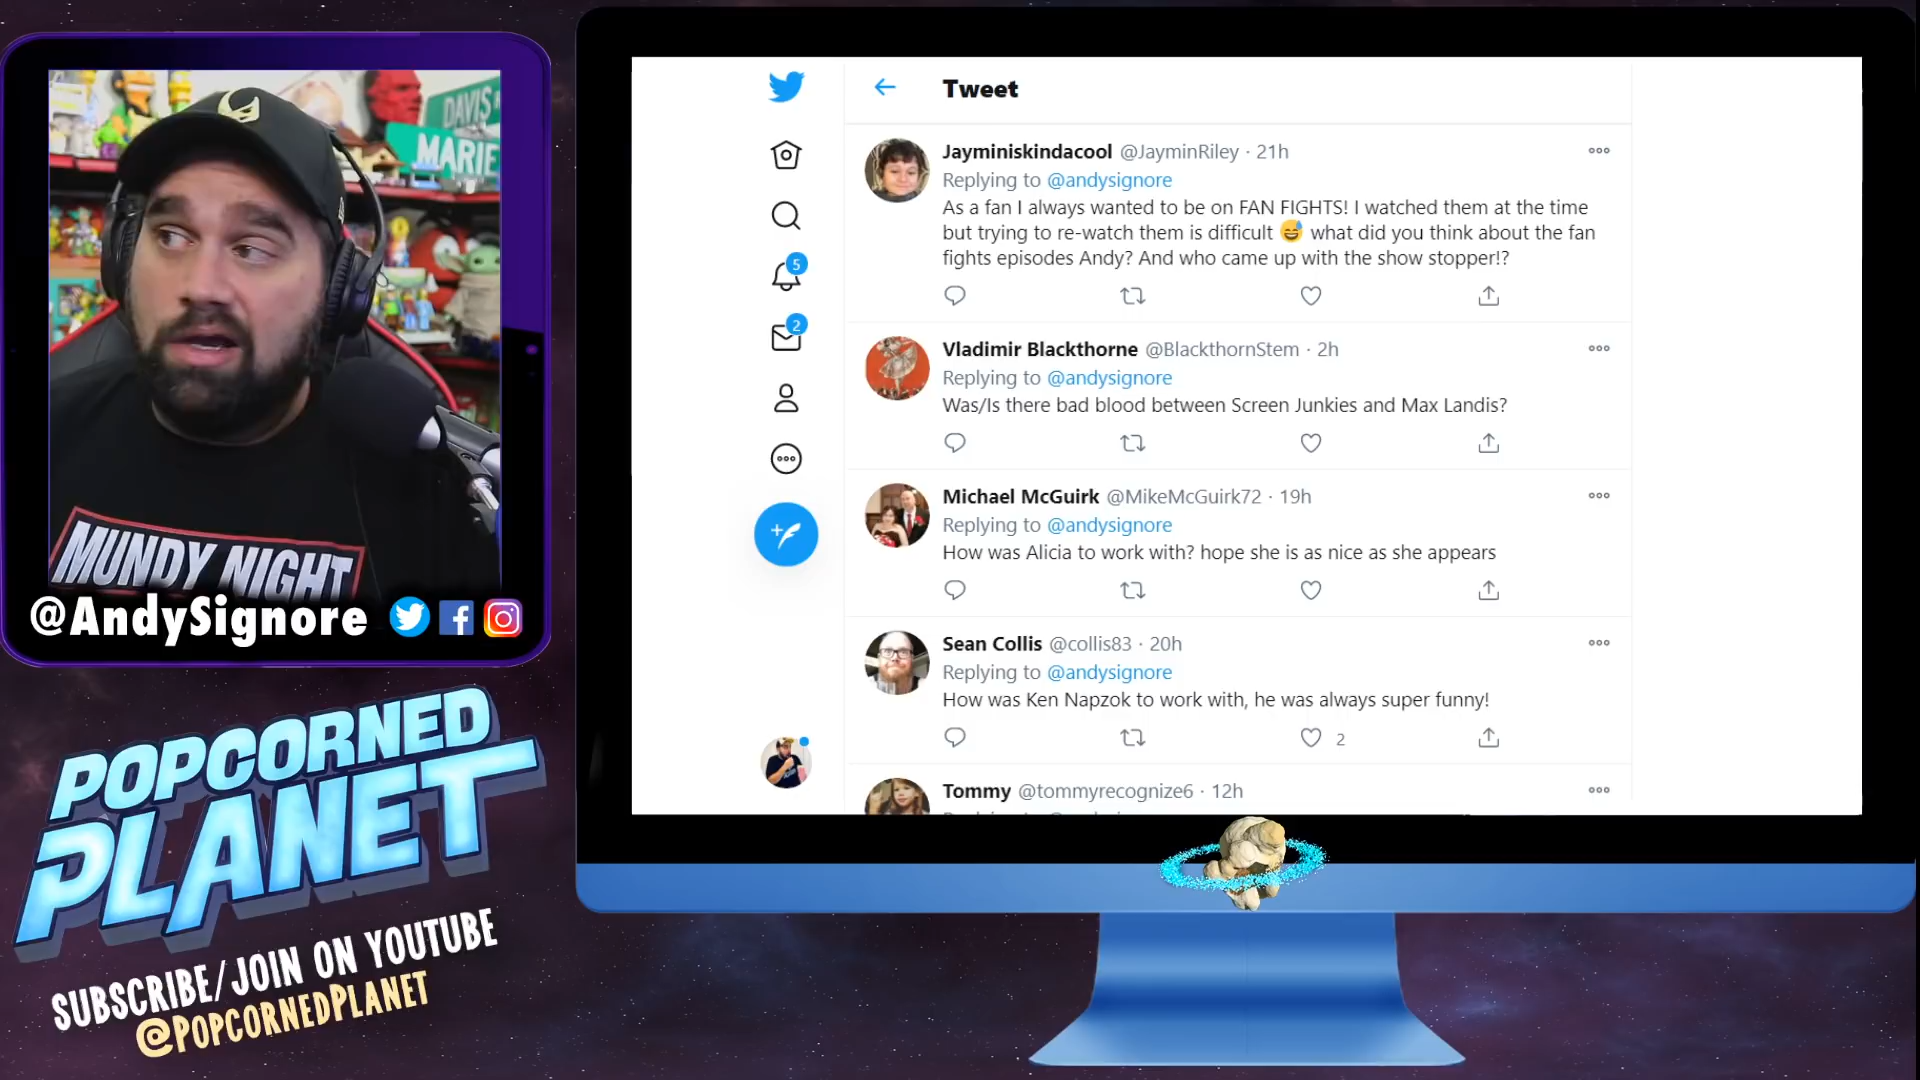 DAVIS
MARIE
MUNDY NIGHT
@AndySignore
POPCORNED
PLANET
SUBSCRIBE/JOIN ON YOUTUBE
@POPCORNEDPLANET
Tweet
5
2
Jayminiskindacool @JayminRiley · 21h
Replying to @andysignore
As a fan I always wanted to be on FAN FIGHTS! I watched them at the time
but trying to re-watch them is difficult 😅 what did you think about the fan
fights episodes Andy? And who came up with the show stopper!?
Vladimir Blackthorne @BlackthornStem · 2h
Replying to @andysignore
Was/Is there bad blood between Screen Junkies and Max Landis?
Michael McGuirk @MikeMcGuirk72 · 19h
Replying to @andysignore
How was Alicia to work with? hope she is as nice as she appears
Sean Collis @collis83 · 20h
Replying to @andysignore
How was Ken Napzok to work with, he was always super funny!
2
Tommy @tommyrecognize6 · 12h